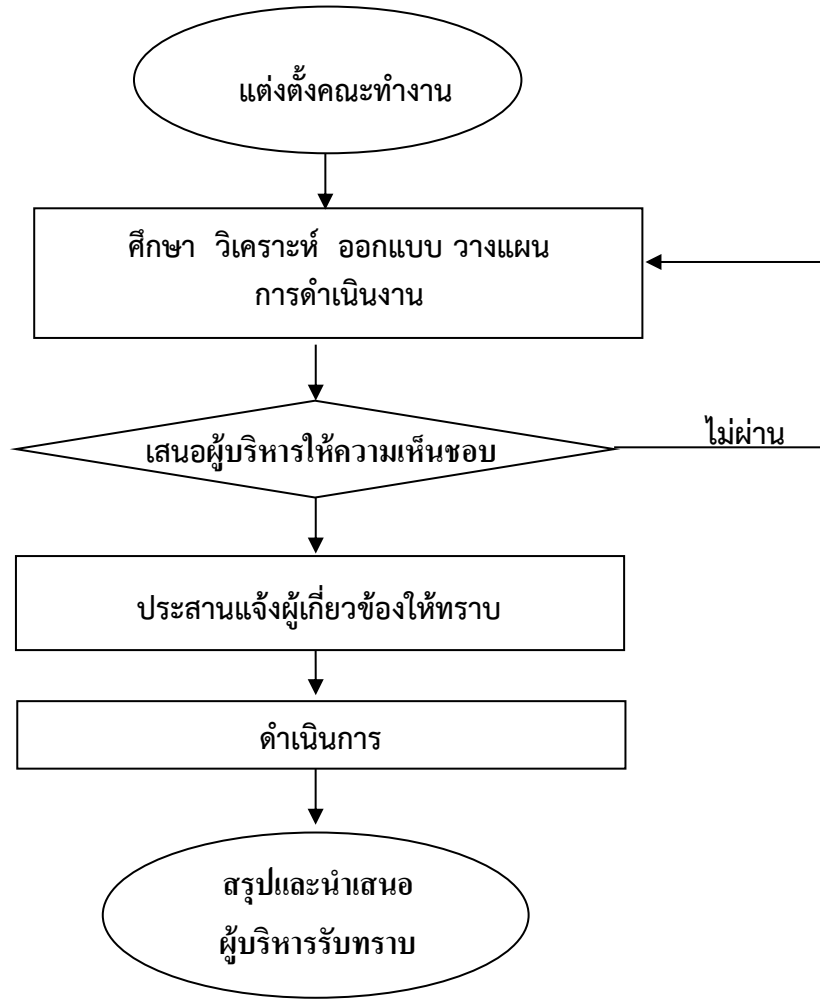 แต่งตั้งคณะทำงาน
ศึกษา วิเคราะห์ ออกแบบ วางแผน
การดำเนินงาน
เสนอผู้บริหารให้ความเห็นชอบ
ไม่ผ่าน
ประสานแจ้งผู้เกี่ยวข้องให้ทราบ
ดำเนินการ
สรุปและนำเสนอ
ผู้บริหารรับทราบ